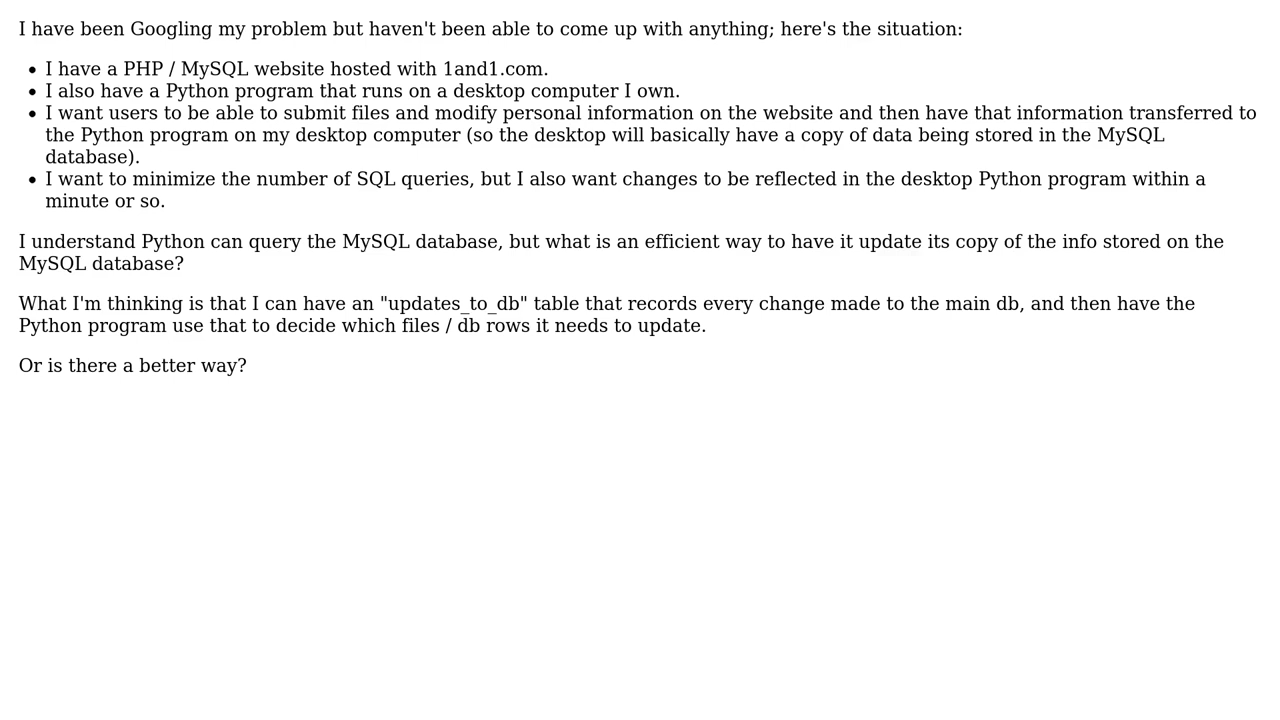 I have been Googling my problem but haven't been able to come up with anything; here's the situation:
• I have a PHP / MySQL website hosted with 1and1.com.
• I also have a Python program that runs on a desktop computer I own.
• I want users to be able to submit files and modify personal information on the website and then have that information transferred to
the Python program on my desktop computer (so the desktop will basically have a copy of data being stored in the MySQL
database).
• I want to minimize the number of SQL queries, but I also want changes to be reflected in the desktop Python program within a
minute or so.
I understand Python can query the MySQL database, but what is an efficient way to have it update its copy of the info stored on the
MySQL database?
What I'm thinking is that I can have an "updates_to_db" table that records every change made to the main db, and then have the
Python program use that to decide which files / db rows it needs to update.
Or is there a better way?